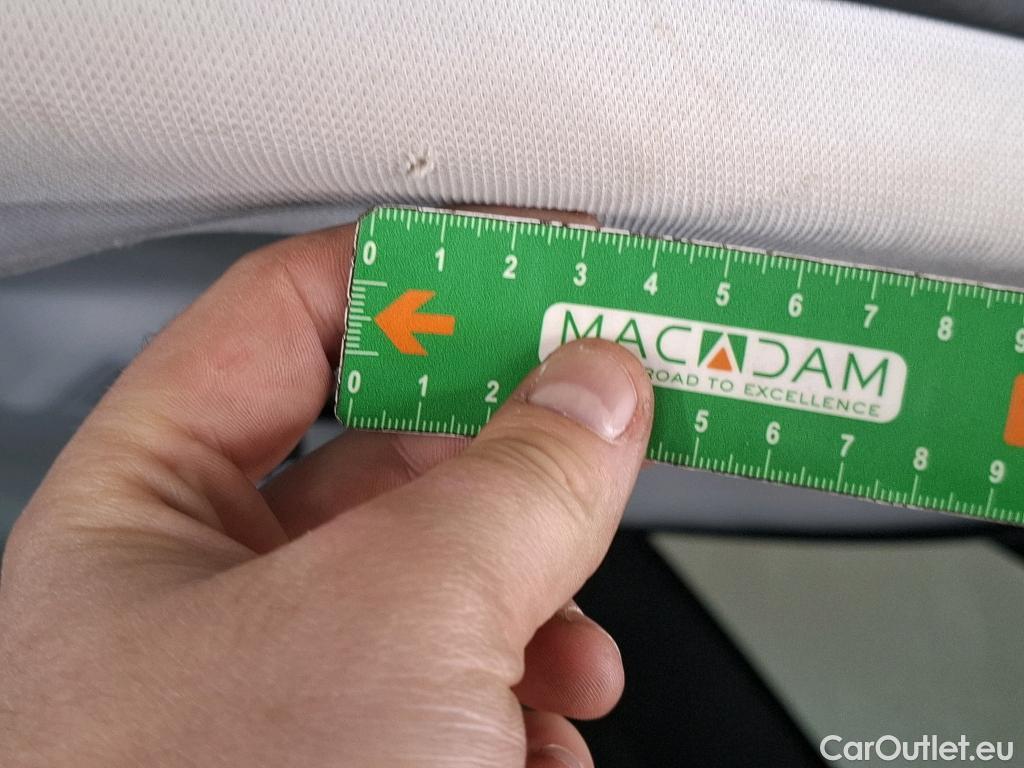 0 1 2 3 4 5 6 7 8 9
MACADAM
ROAD TO EXCELLENCE
0 1 2 5 6 7 8 9
CarOutlet.eu